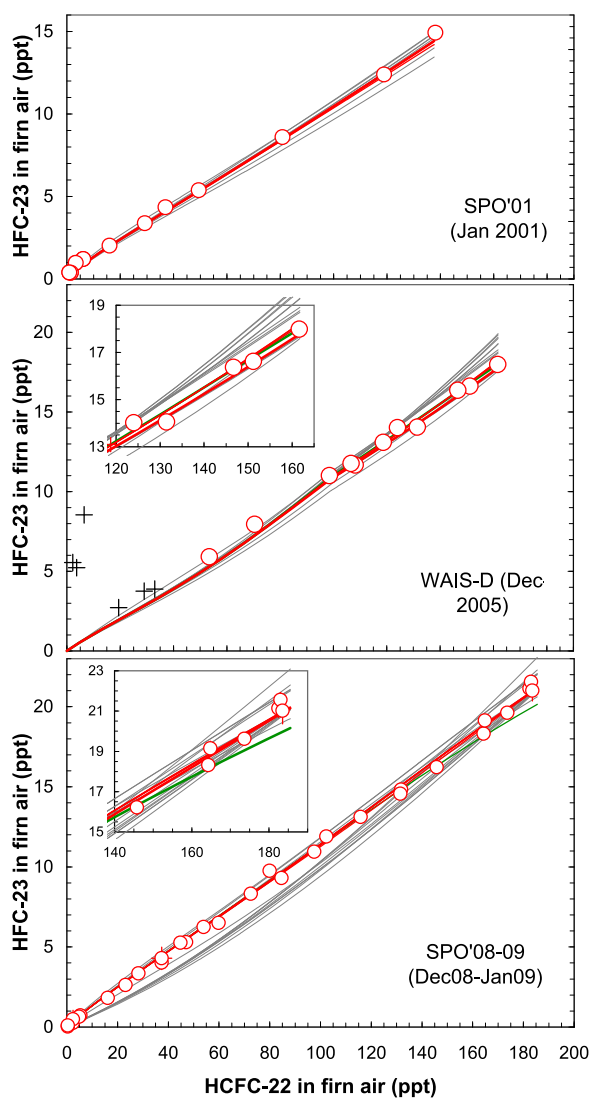 15
10
5
0
HFC-23 in firn air (ppt)
SPO'01
(Jan 2001)
20
15
10
5
0
HFC-23 in firn air (ppt)
19
18
17
16
15
14
13
120 130 140 150 160
WAIS-D (Dec-
2005)
20
15
10
5
0
HFC-23 in firn air (ppt)
23
21
19
17
15
140 160 180
SPO'08-09
(Dec08-Jan09)
0 20 40 60 80 100 120 140 160 180 200
HCFC-22 in firn air (ppt)